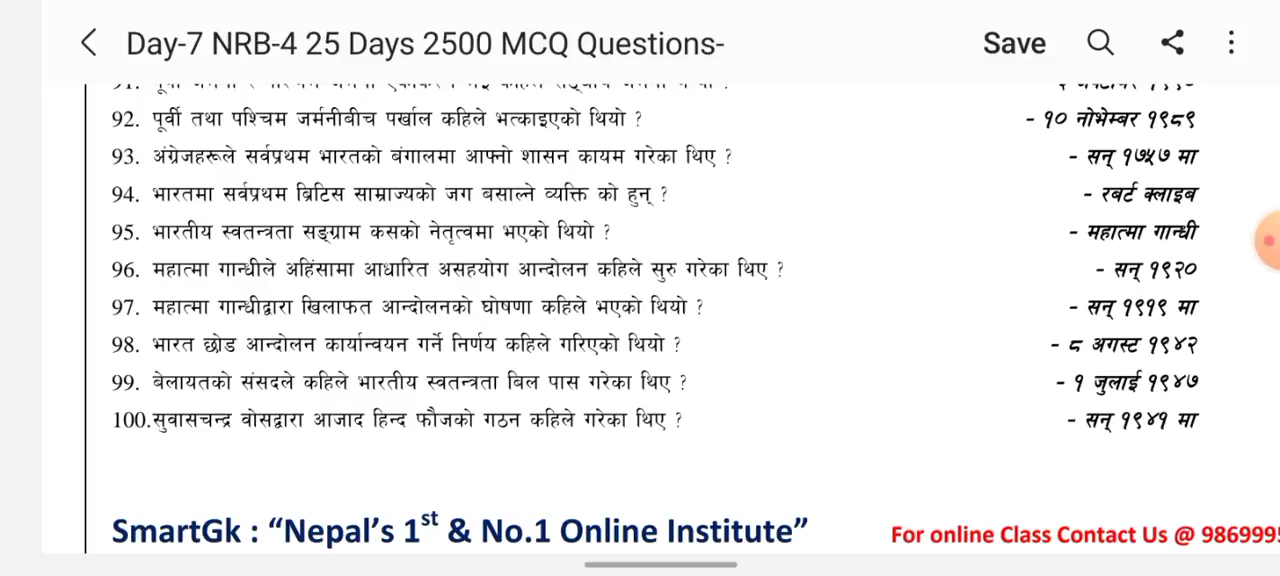 Day-7 NRB-4 25 Days 2500 MCQ Questions- Save
92. पूर्वी तथा पश्चिम जर्मनीबीच पर्खाल कहिले भत्काइएको थियो ? - १० नोभेम्बर १९८९
93. अंग्रेजहरूले सर्वप्रथम भारतको बंगालमा आफ्नो शासन कायम गरेका थिए ? - सन् १७५७ मा
94. भारतमा सर्वप्रथम ब्रिटिस साम्राज्यको जग बसाल्ने व्यक्ति को हुन् ? - रबर्ट क्लाइब
95. भारतीय स्वतन्त्रता सङ्ग्राम कसको नेतृत्वमा भएको थियो ? - महात्मा गान्धी
96. महात्मा गान्धीले अहिंसामा आधारित असहयोग आन्दोलन कहिले सुरु गरेका थिए ? - सन् १९२०
97. महात्मा गान्धीद्वारा खिलाफत आन्दोलनको घोषणा कहिले भएको थियो ? - सन् १९१९ मा
98. भारत छोड आन्दोलन कार्यान्वयन गर्ने निर्णय कहिले गरिएको थियो ? - ८ अगस्ट १९४२
99. बेलायतको संसदले कहिले भारतीय स्वतन्त्रता बिल पास गरेका थिए ? - १ जुलाई १९४७
100.सुवासचन्द्र वोसद्वारा आजाद हिन्द फौजको गठन कहिले गरेका थिए ? - सन् १९४१ मा
SmartGk : “Nepal’s 1st & No.1 Online Institute” For online Class Contact Us @ 986999